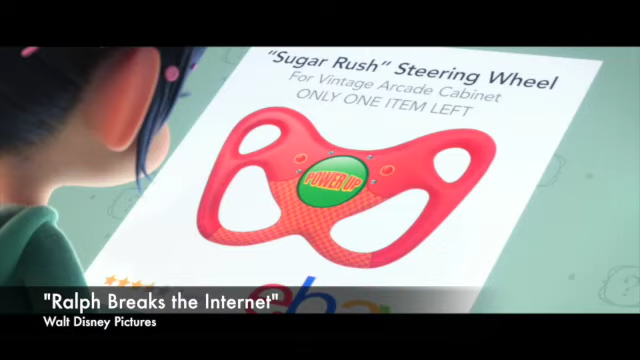 "Sugar Rush" Steering Wheel
For Vintage Arcade Cabinet
ONLY ONE ITEM LEFT
POWER UP
ebay
"Ralph Breaks the Internet"
Walt Disney Pictures